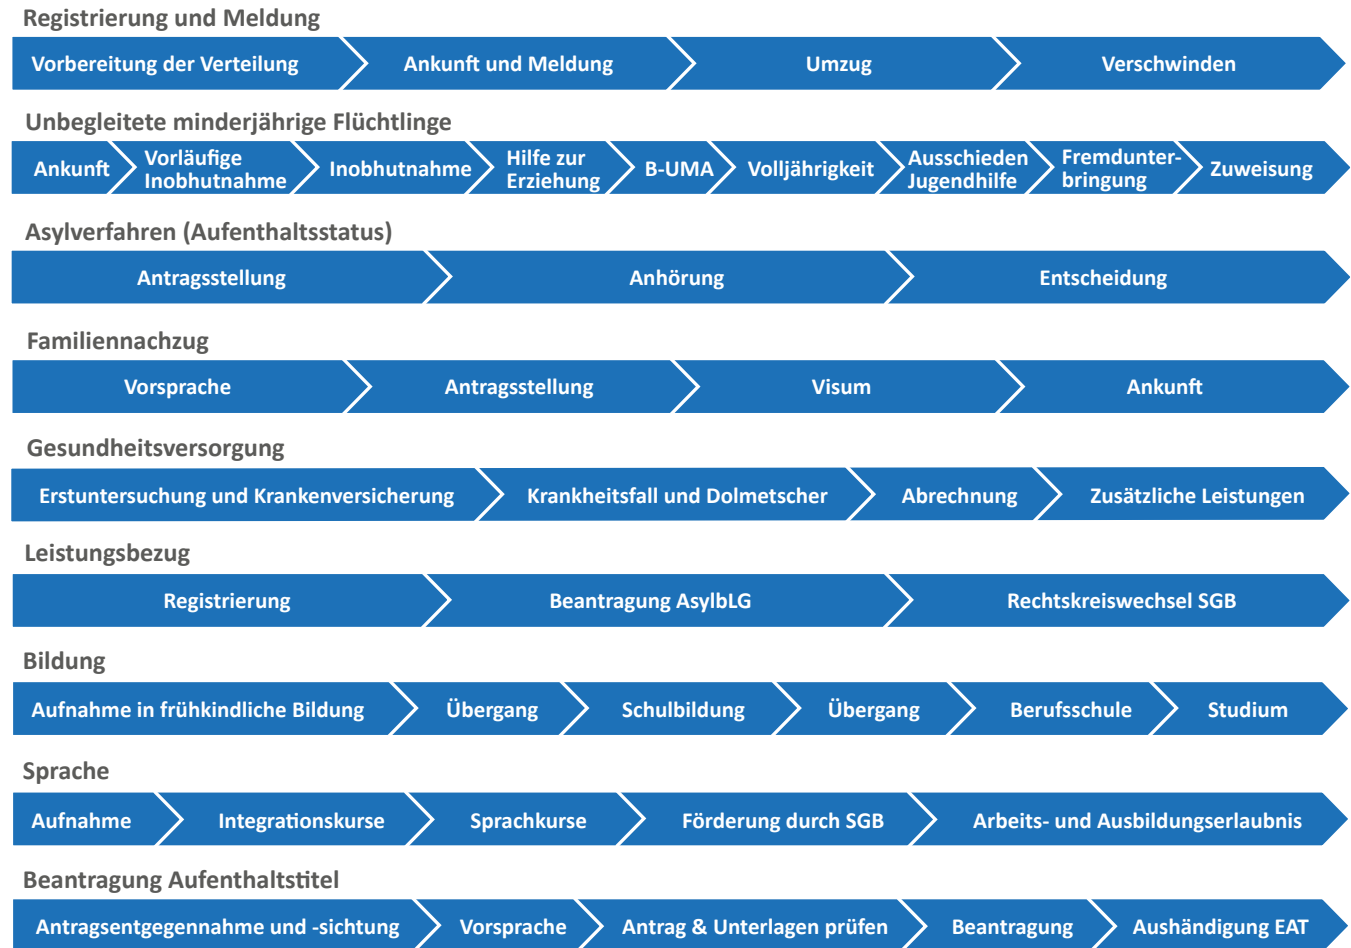 Registrierung und Meldung
Vorbereitung der Verteilung
Ankunft und Meldung
Umzug
Verschwinden
Unbegleitete minderjährige Flüchtlinge
Ankunft
Vorläufige
Inobhutnahme
Inobhutnahme
Hilfe zur
Erziehung
B-UMA
Volljährigkeit
Ausschieden
Jugendhilfe
Fremdunter-
bringung
Zuweisung
Asylverfahren (Aufenthaltsstatus)
Antragsstellung
Anhörung
Entscheidung
Familiennachzug
Vorsprache
Antragsstellung
Visum
Ankunft
Gesundheitsversorgung
Erstuntersuchung und Krankenversicherung
Krankheitsfall und Dolmetscher
Abrechnung
Zusätzliche Leistungen
Leistungsbezug
Registrierung
Beantragung AsylbLG
Rechtskreiswechsel SGB
Bildung
Aufnahme in frühkindliche Bildung
Übergang
Schulbildung
Übergang
Berufsschule
Studium
Sprache
Aufnahme
Integrationskurse
Sprachkurse
Förderung durch SGB
Arbeits- und Ausbildungserlaubnis
Beantragung Aufenthaltstitel
Antragsentgegennahme und -sichtung
Vorsprache
Antrag & Unterlagen prüfen
Beantragung
Aushändigung EAT